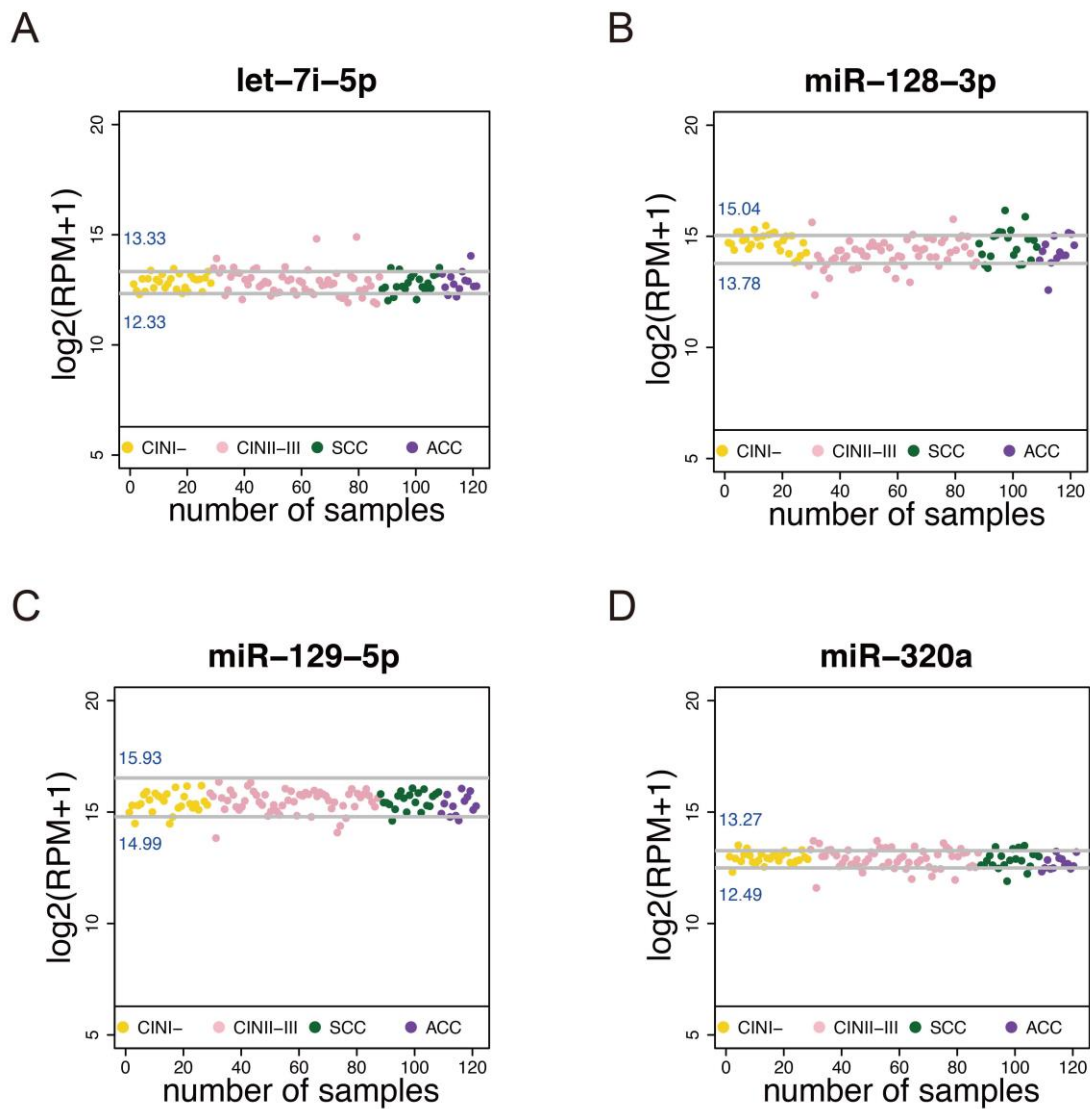 A
let−7i−5p
log2(RPM+1)
20
15
10
5
13.33
12.33
CINI−
CINII−III
SCC
ACC
0 20 40 60 80 100 120
number of samples
B
miR−128−3p
log2(RPM+1)
20
15
10
5
15.04
13.78
CINI−
CINII−III
SCC
ACC
0 20 40 60 80 100 120
number of samples
C
miR−129−5p
log2(RPM+1)
20
15
10
5
15.93
14.99
CINI−
CINII−III
SCC
ACC
0 20 40 60 80 100 120
number of samples
D
miR−320a
log2(RPM+1)
20
15
10
5
13.27
12.49
CINI−
CINII−III
SCC
ACC
0 20 40 60 80 100 120
number of samples